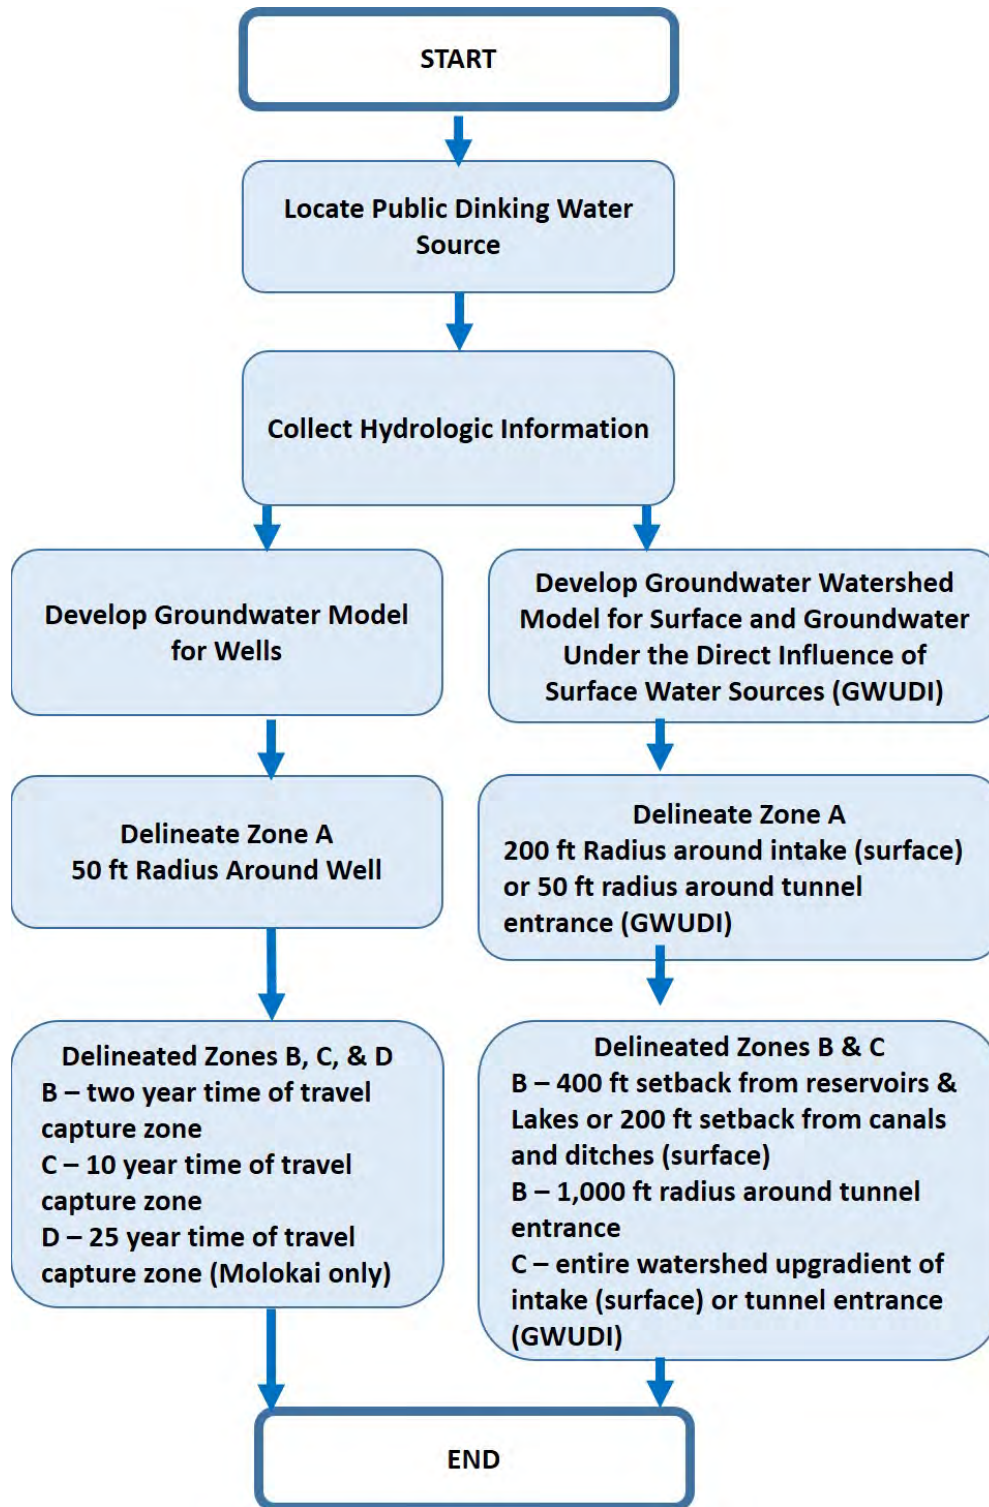 START
Locate Public Dinking Water
Source
Collect Hydrologic Information
Develop Groundwater Model
for Wells
Develop Groundwater Watershed
Model for Surface and Groundwater
Under the Direct Influence of
Surface Water Sources (GWUDI)
Delineate Zone A
50 ft Radius Around Well
Delineate Zone A
200 ft Radius around intake (surface)
or 50 ft radius around tunnel
entrance (GWUDI)
Delineated Zones B, C, & D
B – two year time of travel
capture zone
C – 10 year time of travel
capture zone
D – 25 year time of travel
capture zone (Molokai only)
Delineated Zones B & C
B – 400 ft setback from reservoirs &
Lakes or 200 ft setback from canals
and ditches (surface)
B – 1,000 ft radius around tunnel
entrance
C – entire watershed upgradient of
intake (surface) or tunnel entrance
(GWUDI)
END